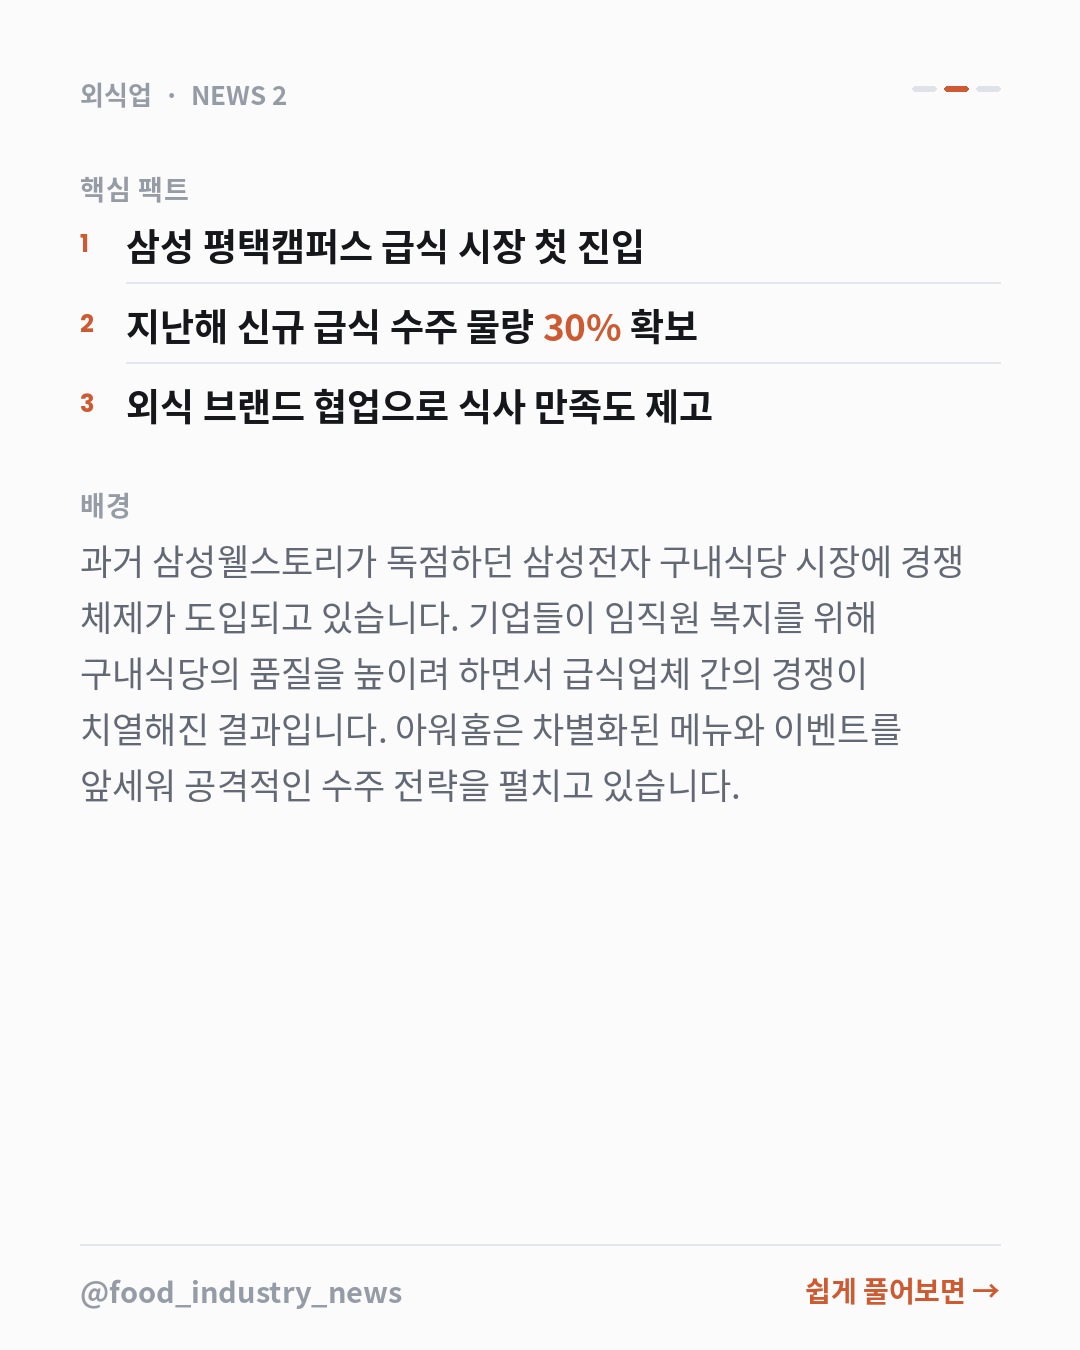 외식업 · NEWS 2
핵심 팩트
1 삼성 평택캠퍼스 급식 시장 첫 진입
2 지난해 신규 급식 수주 물량 30% 확보
3 외식 브랜드 협업으로 식사 만족도 제고
배경
과거 삼성웰스토리가 독점하던 삼성전자 구내식당 시장에 경쟁
체제가 도입되고 있습니다. 기업들이 임직원 복지를 위해
구내식당의 품질을 높이려 하면서 급식업체 간의 경쟁이
치열해진 결과입니다. 아워홈은 차별화된 메뉴와 이벤트를
앞세워 공격적인 수주 전략을 펼치고 있습니다.
@food_industry_news
쉽게 풀어보면 →